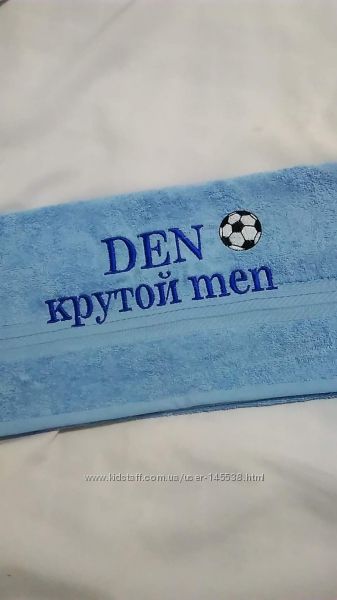 DEN
крутой men
www.kidstaff.com.ua/user-145538.html